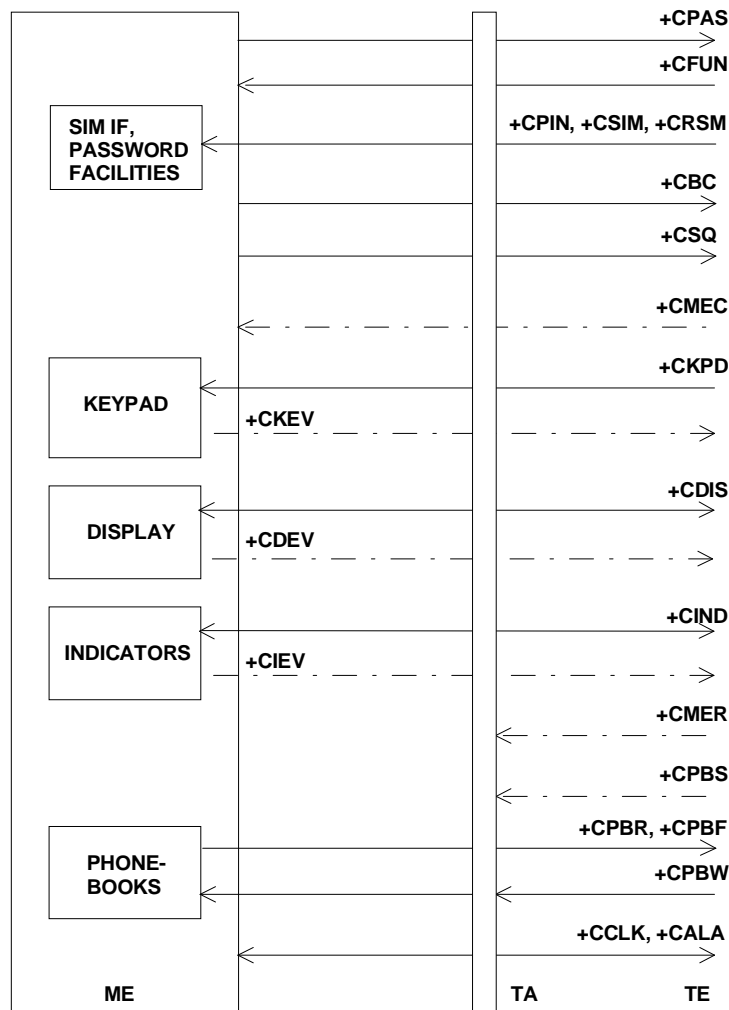 +CPAS
+CFUN
SIM IF,
PASSWORD
FACILITIES
+CPIN, +CSIM, +CRSM
+CBC
+CSQ
+CMEC
+CKPD
KEYPAD
+CKEV
+CDIS
DISPLAY
+CDEV
+CIND
INDICATORS
+CIEV
+CMER
+CPBS
+CPBR, +CPBF
PHONE-
BOOKS
+CPBW
+CCLK, +CALA
ME TA TE